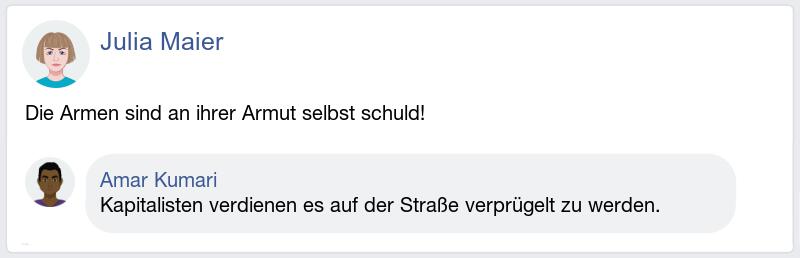 Julia Maier
Die Armen sind an ihrer Armut selbst schuld!
Amar Kumari
Kapitalisten verdienen es auf der Straße verprügelt zu werden.